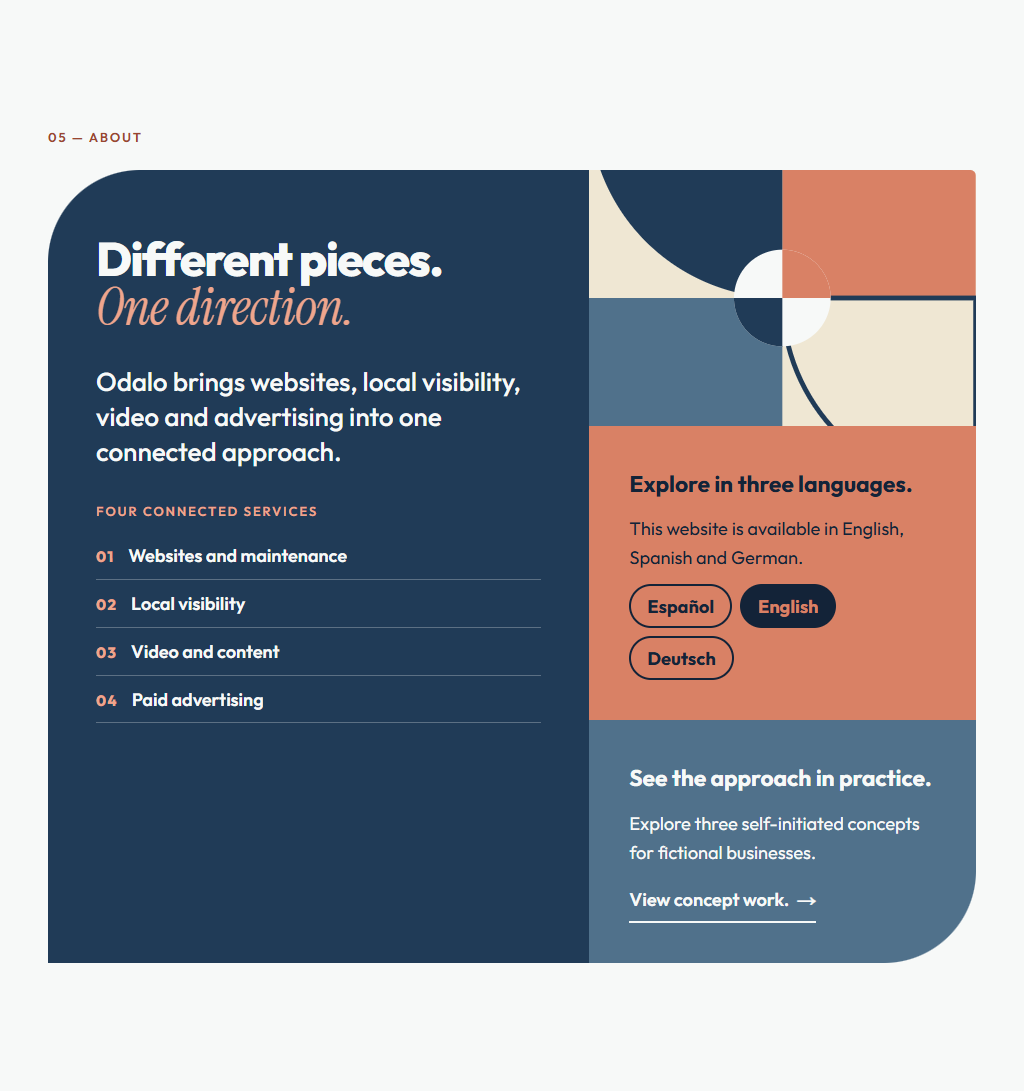 05 — ABOUT
Different pieces.
One direction.
Odalo brings websites, local visibility,
video and advertising into one
connected approach.
FOUR CONNECTED SERVICES
01 Websites and maintenance
02 Local visibility
03 Video and content
04 Paid advertising
Explore in three languages.
This website is available in English,
Spanish and German.
Español English
Deutsch
See the approach in practice.
Explore three self-initiated concepts
for fictional businesses.
View concept work. →